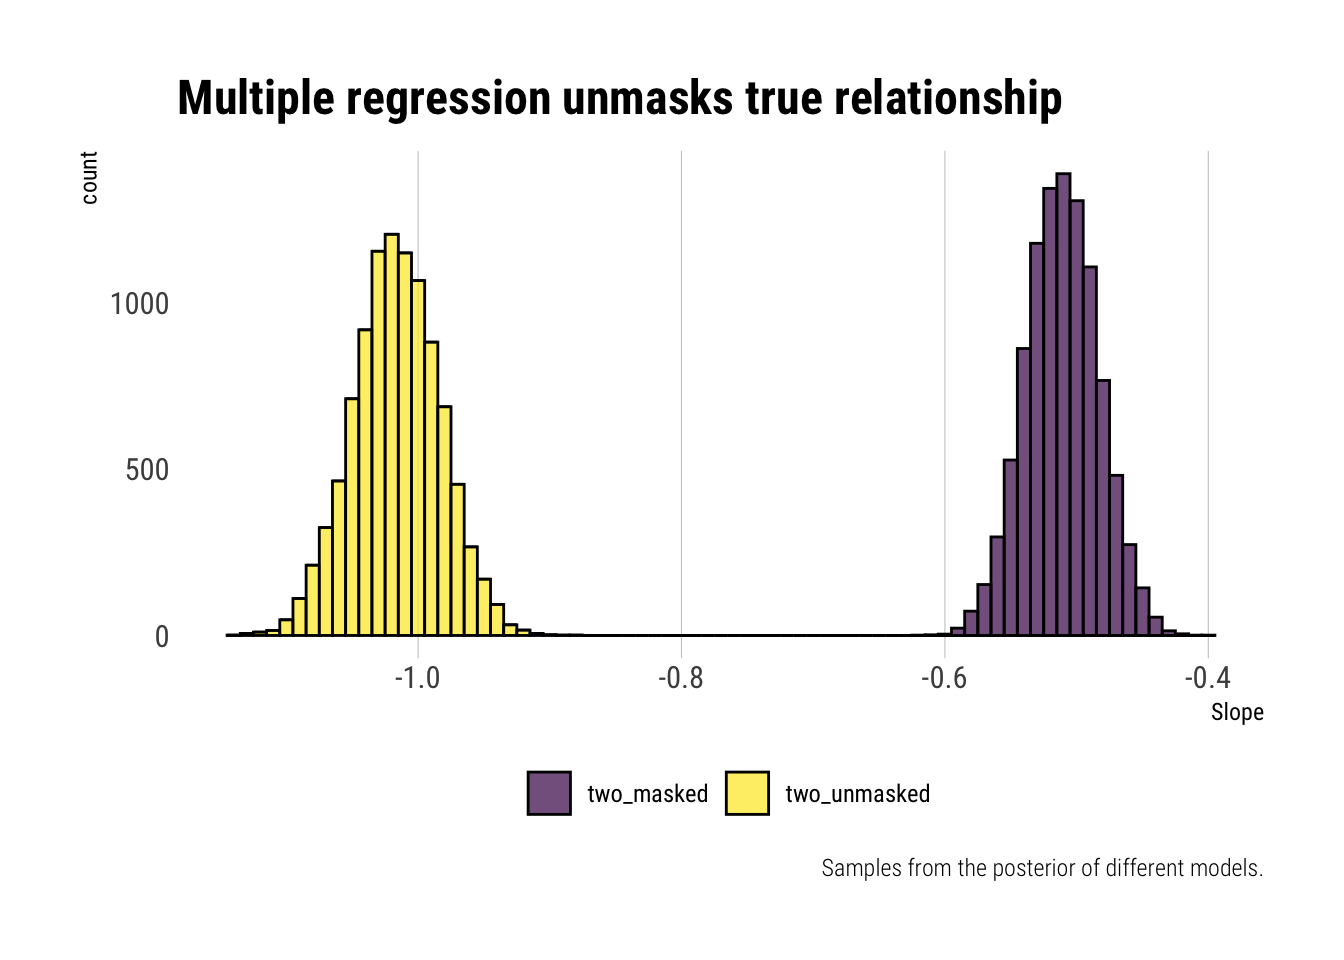 Multiple regression unmasks true relationship
count
1000
500
0
-1.0 -0.8 -0.6 -0.4
Slope
two_masked two_unmasked
Samples from the posterior of different models.